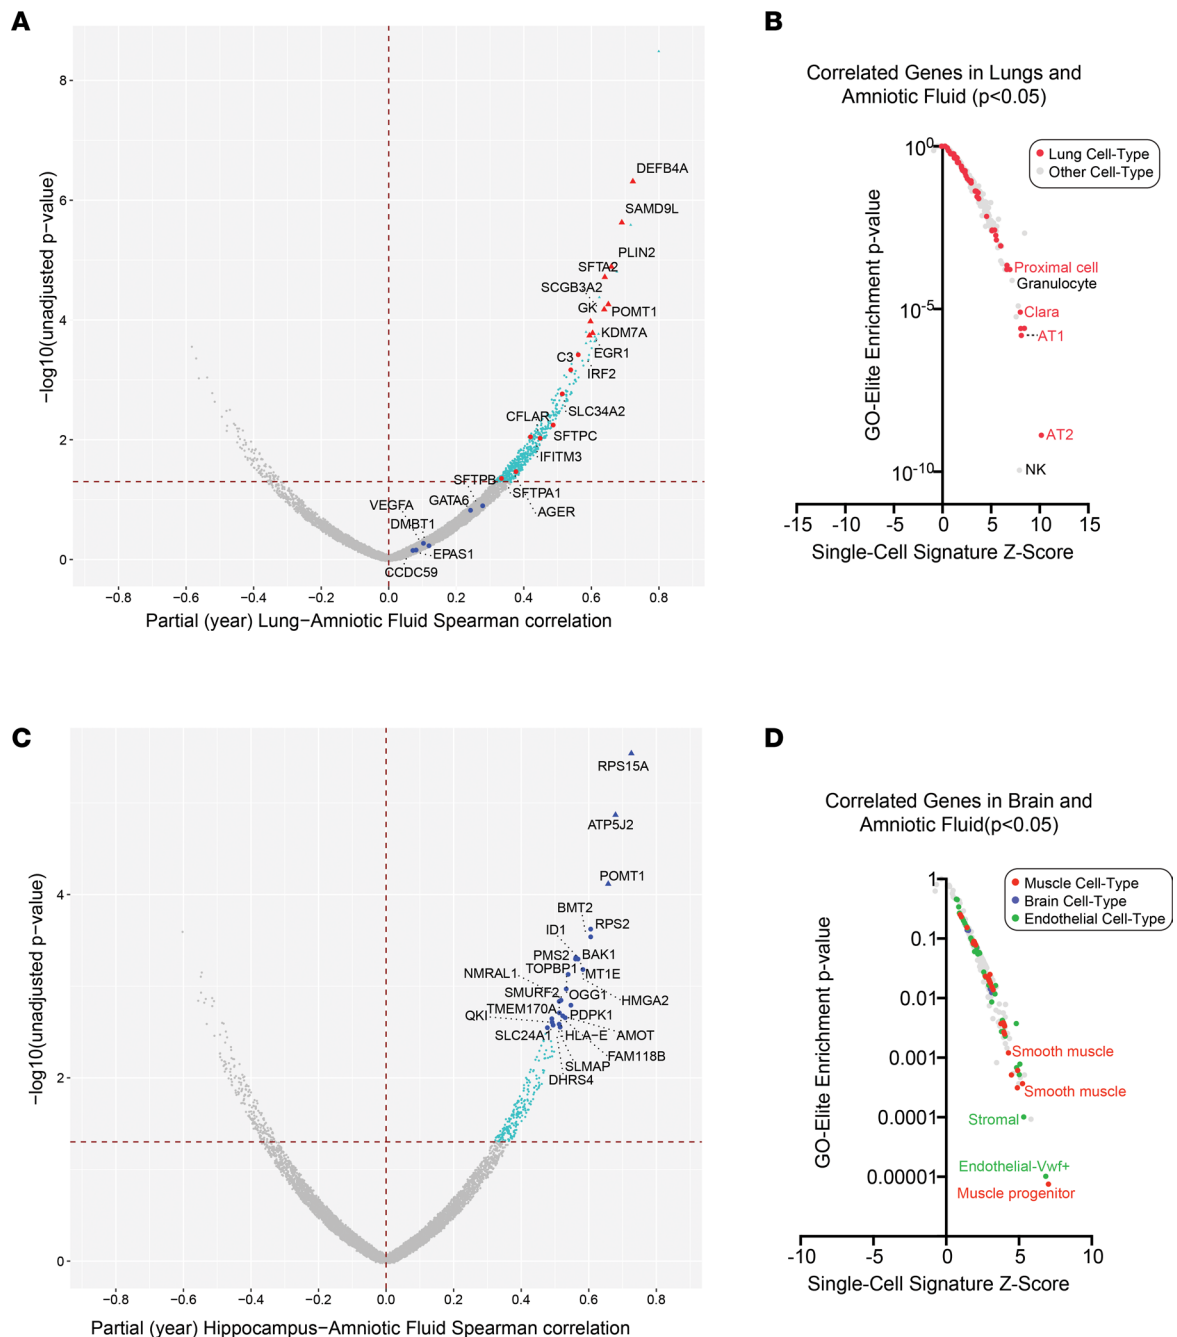 A
−log10(unadjusted p−value)
8
6
4
2
0
DEFB4A
SAMD9L
PLIN2
SFTA2
SCGB3A2
GK
POMT1
KDM7A
EGR1
C3
IRF2
SLC34A2
CFLAR
SFTPC
IFITM3
SFTPB
SFTPA1
GATA6
AGER
VEGFA
DMBT1
EPAS1
CCDC59
−0.8
−0.6
−0.4
−0.2
0.0
0.2
0.4
0.6
0.8
Partial (year) Lung−Amniotic Fluid Spearman correlation
B
Correlated Genes in Lungs and
Amniotic Fluid (p<0.05)
GO-Elite Enrichment p-value
10^0
10^-5
10^-10
Lung Cell-Type
Other Cell-Type
Proximal cell
Granulocyte
Clara
AT1
AT2
NK
-15
-10
-5
0
5
10
15
Single-Cell Signature Z-Score
C
−log10(unadjusted p−value)
4
2
0
RPS15A
ATP5J2
POMT1
BMT2
RPS2
ID1
PMS2
BAK1
TOPBP1
MT1E
NMRAL1
SMURF2
OGG1
HMGA2
TMEM170A
QKI
PDPK1
SLC24A1
HLA−E
AMOT
FAM118B
SLMAP
DHRS4
−0.8
−0.6
−0.4
−0.2
0.0
0.2
0.4
0.6
0.8
Partial (year) Hippocampus−Amniotic Fluid Spearman correlation
D
Correlated Genes in Brain and
Amniotic Fluid(p<0.05)
GO-Elite Enrichment p-value
1
0.1
0.01
0.001
0.0001
0.00001
Muscle Cell-Type
Brain Cell-Type
Endothelial Cell-Type
Smooth muscle
Smooth muscle
Stromal
Endothelial-Vwf+
Muscle progenitor
-10
-5
0
5
10
Single-Cell Signature Z-Score